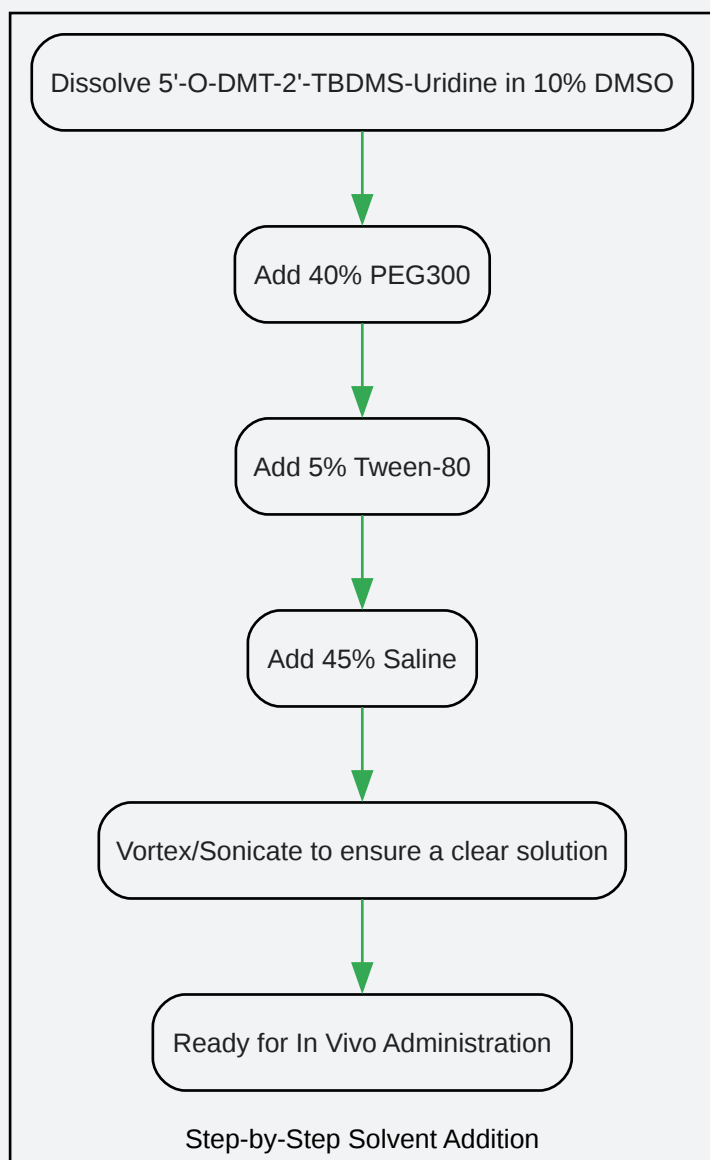 Dissolve 5'-O-DMT-2'-TBDMS-Uridine in 10% DMSO
Add 40% PEG300
Add 5% Tween-80
Add 45% Saline
Vortex/Sonicate to ensure a clear solution
Ready for In Vivo Administration
Step-by-Step Solvent Addition